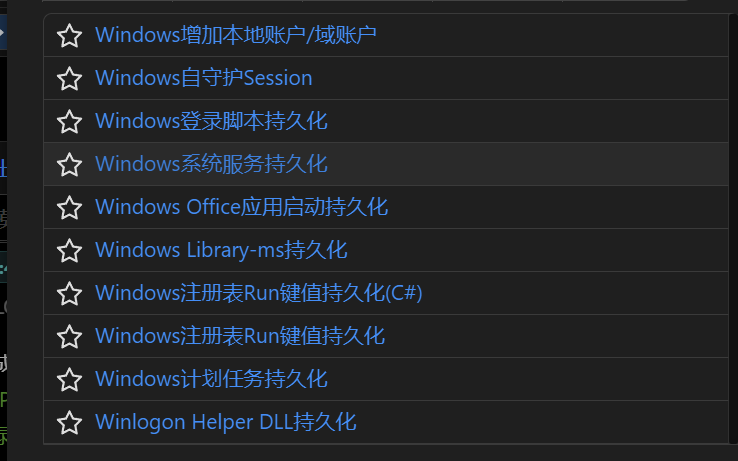 Windows增加本地账户/域账户
Windows自守护Session
Windows登录脚本持久化
Windows系统服务持久化
Windows Office应用启动持久化
Windows Library-ms持久化
Windows注册表Run键值持久化(C#)
Windows注册表Run键值持久化
Windows计划任务持久化
Winlogon Helper DLL持久化